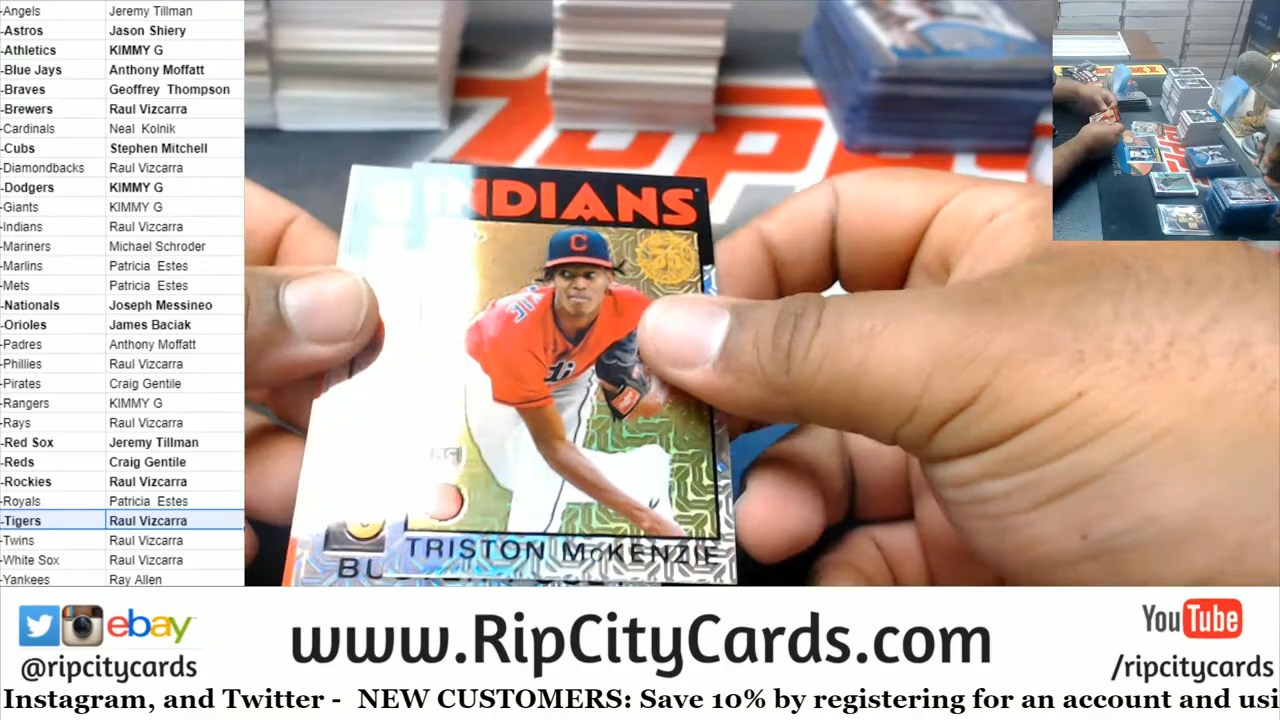 -Angels Jeremy Tillman
-Astros Jason Shiery
-Athletics KIMMY G
-Blue Jays Anthony Moffatt
-Braves Geoffrey Thompson
-Brewers Raul Vizcarra
-Cardinals Neal Kolnik
-Cubs Stephen Mitchell
-Diamondbacks Raul Vizcarra
-Dodgers KIMMY G
-Giants KIMMY G
-Indians Raul Vizcarra
-Mariners Michael Schroder
-Marlins Patricia Estes
-Mets Patricia Estes
-Nationals Joseph Messineo
-Orioles James Baciak
-Padres Anthony Moffatt
-Phillies Raul Vizcarra
-Pirates Craig Gentile
-Rangers KIMMY G
-Rays Raul Vizcarra
-Red Sox Jeremy Tillman
-Reds Craig Gentile
-Rockies Raul Vizcarra
-Royals Patricia Estes
-Tigers Raul Vizcarra
-Twins Raul Vizcarra
-White Sox Raul Vizcarra
-Yankees Ray Allen
INDIANS
C
35
TRISTON McKENZIE
BU
ebay
@ripcitycards
www.RipCityCards.com
YouTube
/ripcitycards
Instagram, and Twitter - NEW CUSTOMERS: Save 10% by registering for an account and usi